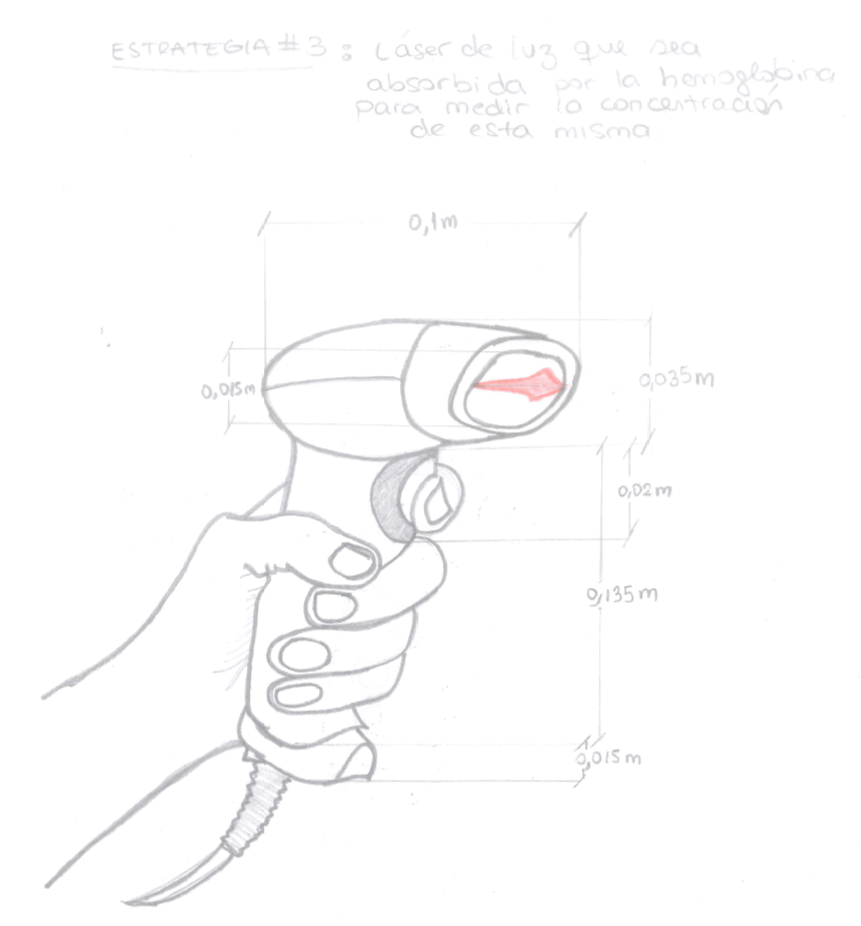 ESTRATEGIA # 3 : Láser de luz que sea
absorbida por la hemoglobina
para medir la concentración
de esta misma
0,1m
0,015m
0,035m
0,02m
0,135m
0,015m